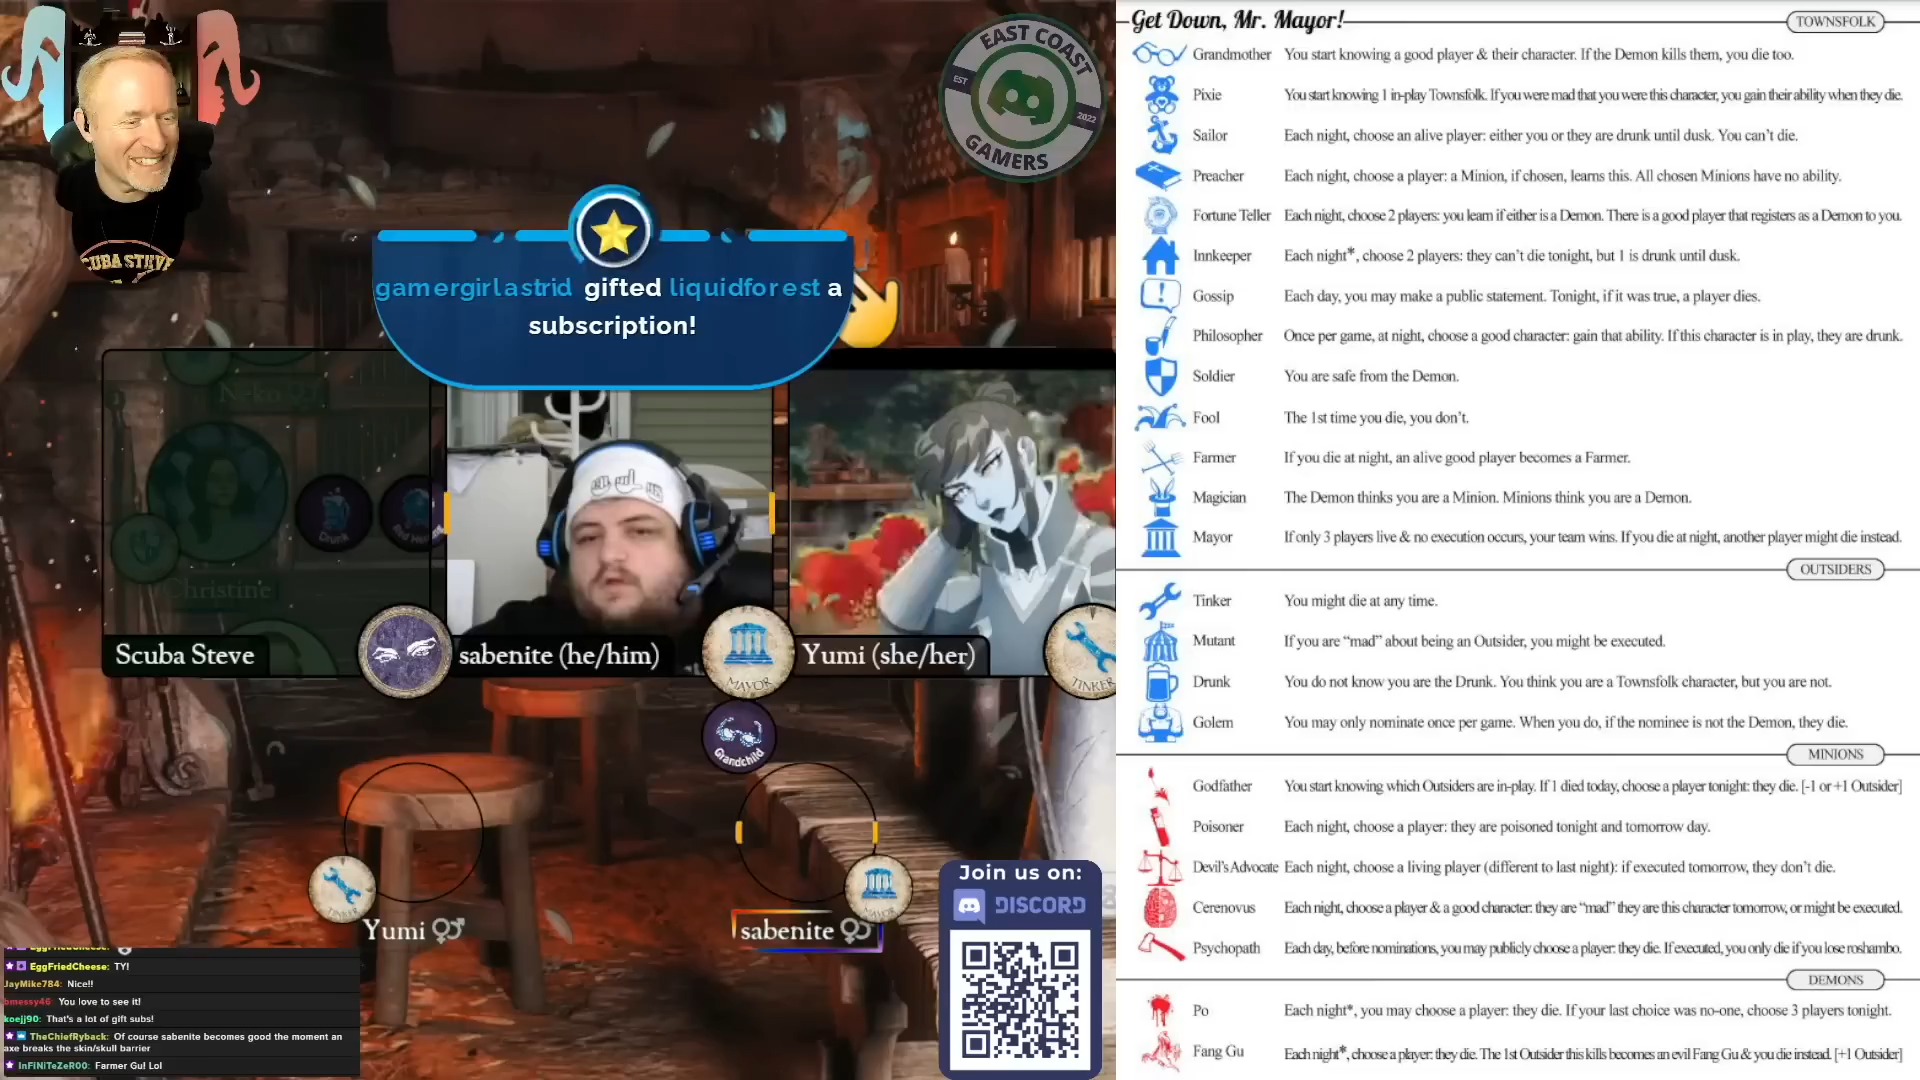 EAST COAST
EST
2022
GAMERS
CUBA STEVE
gamergirlastrid gifted liquidforest a
subscription!
Neko
Drunk
Christine
Scuba Steve
sabenite (he/him)
MAYOR
Yumi (she/her)
TINKER
Grandchild
TINKER
Yumi
MAYOR
sabenite
Join us on:
DISCORD
EggFriedCheese:
EggFriedCheese: TY!
JayMike784: Nice!!
bmessy46: You love to see it!
koejj90: That's a lot of gift subs!
TheChiefRyback: Of course sabenite becomes good the moment an
axe breaks the skin/skull barrier
InFiNiTeZeR00: Farmer Gu! Lol
Get Down, Mr. Mayor!
TOWNSFOLK
Grandmother You start knowing a good player & their character. If the Demon kills them, you die too.
Pixie You start knowing 1 in-play Townsfolk. If you were mad that you were this character, you gain their ability when they die.
Sailor Each night, choose an alive player: either you or they are drunk until dusk. You can't die.
Preacher Each night, choose a player: a Minion, if chosen, learns this. All chosen Minions have no ability.
Fortune Teller Each night, choose 2 players: you learn if either is a Demon. There is a good player that registers as a Demon to you.
Innkeeper Each night*, choose 2 players: they can't die tonight, but 1 is drunk until dusk.
Gossip Each day, you may make a public statement. Tonight, if it was true, a player dies.
Philosopher Once per game, at night, choose a good character: gain that ability. If this character is in play, they are drunk.
Soldier You are safe from the Demon.
Fool The 1st time you die, you don't.
Farmer If you die at night, an alive good player becomes a Farmer.
Magician The Demon thinks you are a Minion. Minions think you are a Demon.
Mayor If only 3 players live & no execution occurs, your team wins. If you die at night, another player might die instead.
OUTSIDERS
Tinker You might die at any time.
Mutant If you are “mad” about being an Outsider, you might be executed.
Drunk You do not know you are the Drunk. You think you are a Townsfolk character, but you are not.
Golem You may only nominate once per game. When you do, if the nominee is not the Demon, they die.
MINIONS
Godfather You start knowing which Outsiders are in-play. If 1 died today, choose a player tonight: they die. [-1 or +1 Outsider]
Poisoner Each night, choose a player: they are poisoned tonight and tomorrow day.
Devil's Advocate Each night, choose a living player (different to last night): if executed tomorrow, they don't die.
Cerenovus Each night, choose a player & a good character: they are “mad” they are this character tomorrow, or might be executed.
Psychopath Each day, before nominations, you may publicly choose a player: they die. If executed, you only die if you lose roshambo.
DEMONS
Po Each night*, you may choose a player: they die. If your last choice was no-one, choose 3 players tonight.
Fang Gu Each night*, choose a player: they die. The 1st Outsider this kills becomes an evil Fang Gu & you die instead. [+1 Outsider]